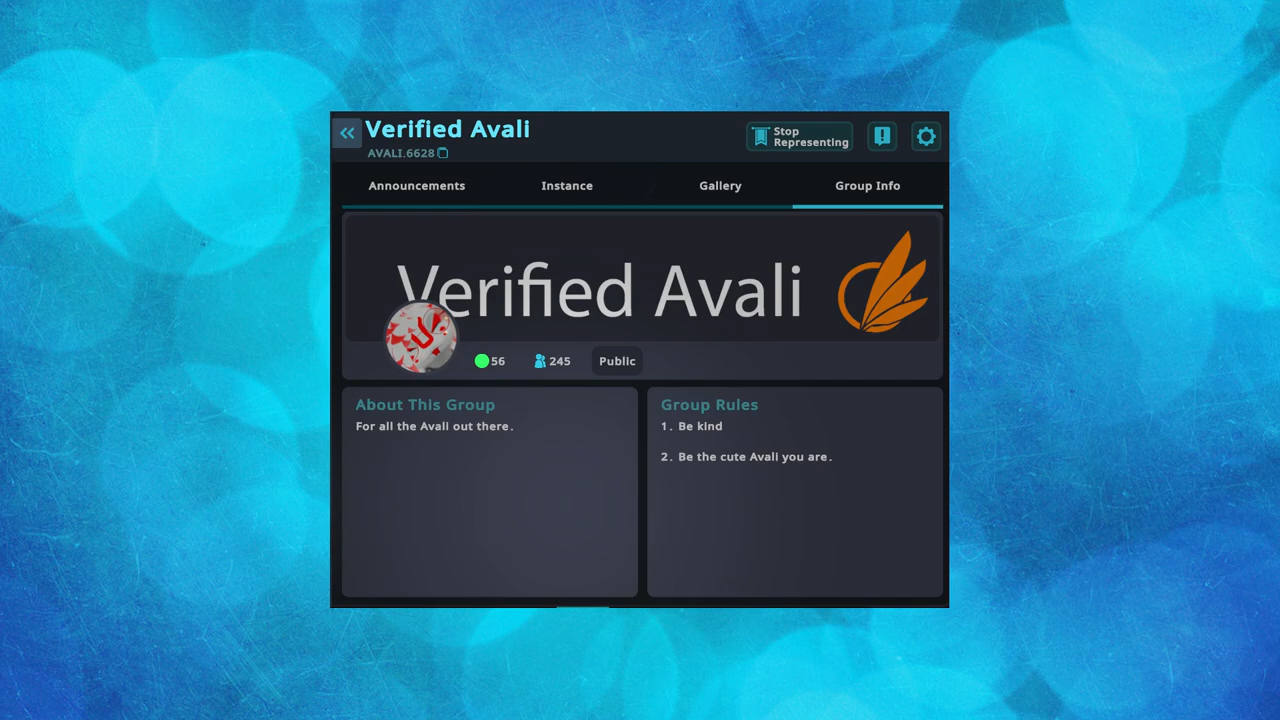 Verified Avali
AVALI.6628
Stop
Representing
Announcements
Instance
Gallery
Group Info
Verified Avali
56
245
Public
About This Group
For all the Avali out there.
Group Rules
1. Be kind
2. Be the cute Avali you are.